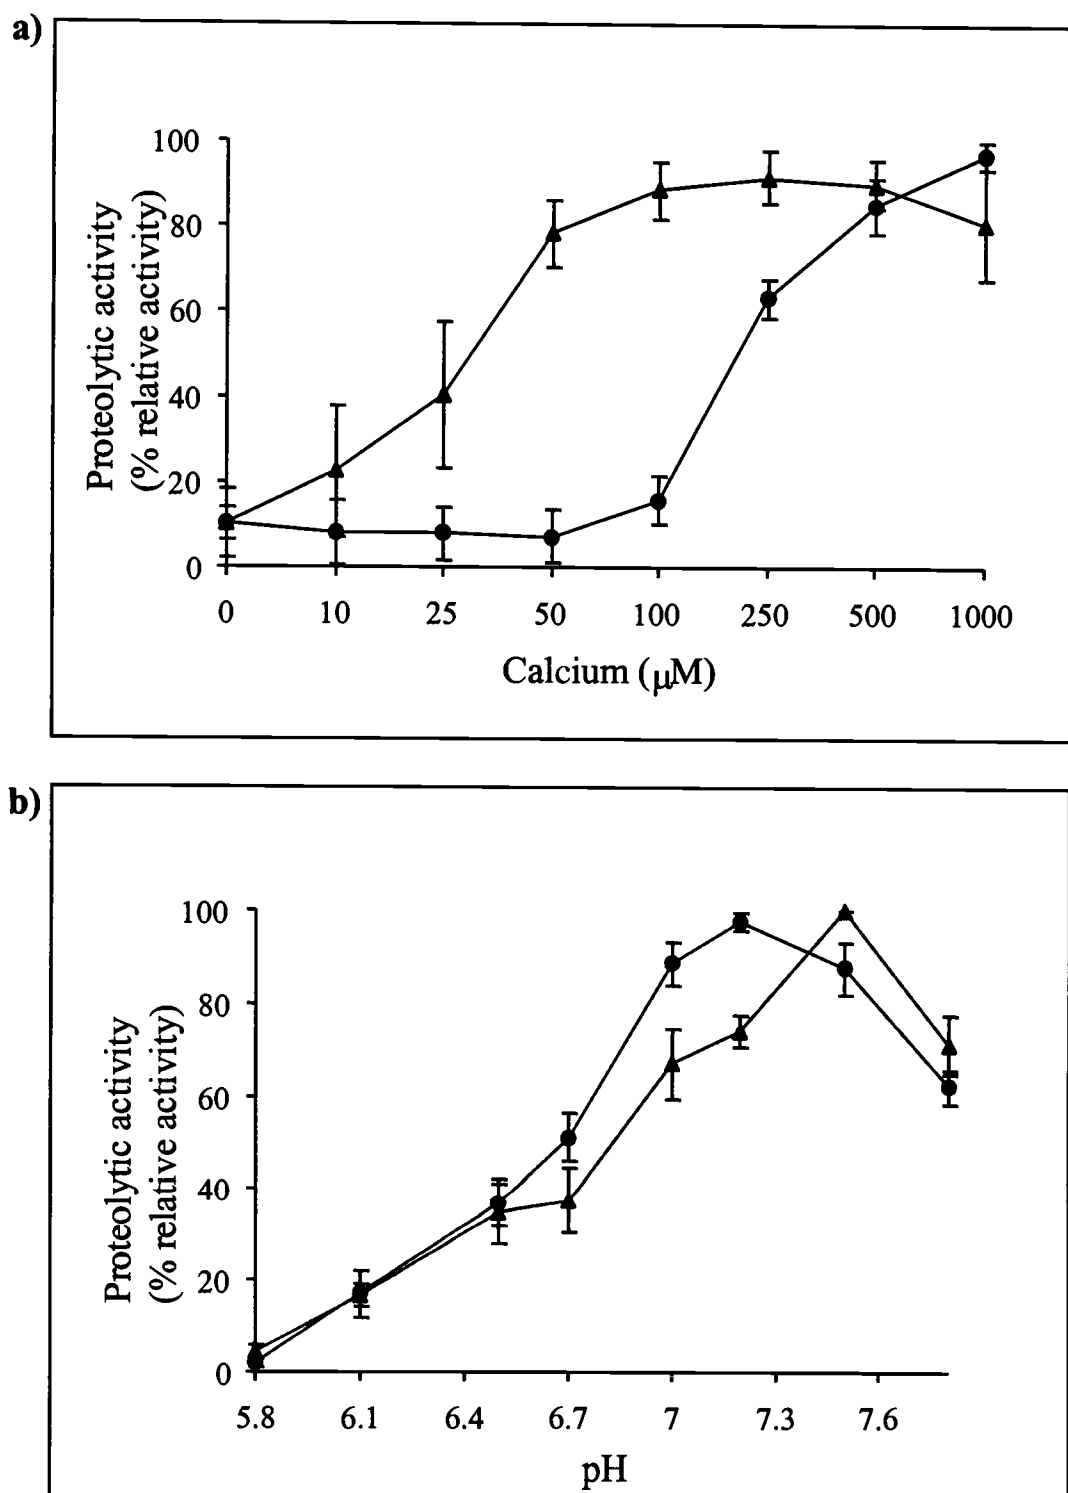 a)
100
80
60
40
20
0
Proteolytic activity
(% relative activity)
0 10 25 50 100 250 500 1000
Calcium (μM)
b)
100
80
60
40
20
0
Proteolytic activity
(% relative activity)
5.8 6.1 6.4 6.7 7 7.3 7.6
pH